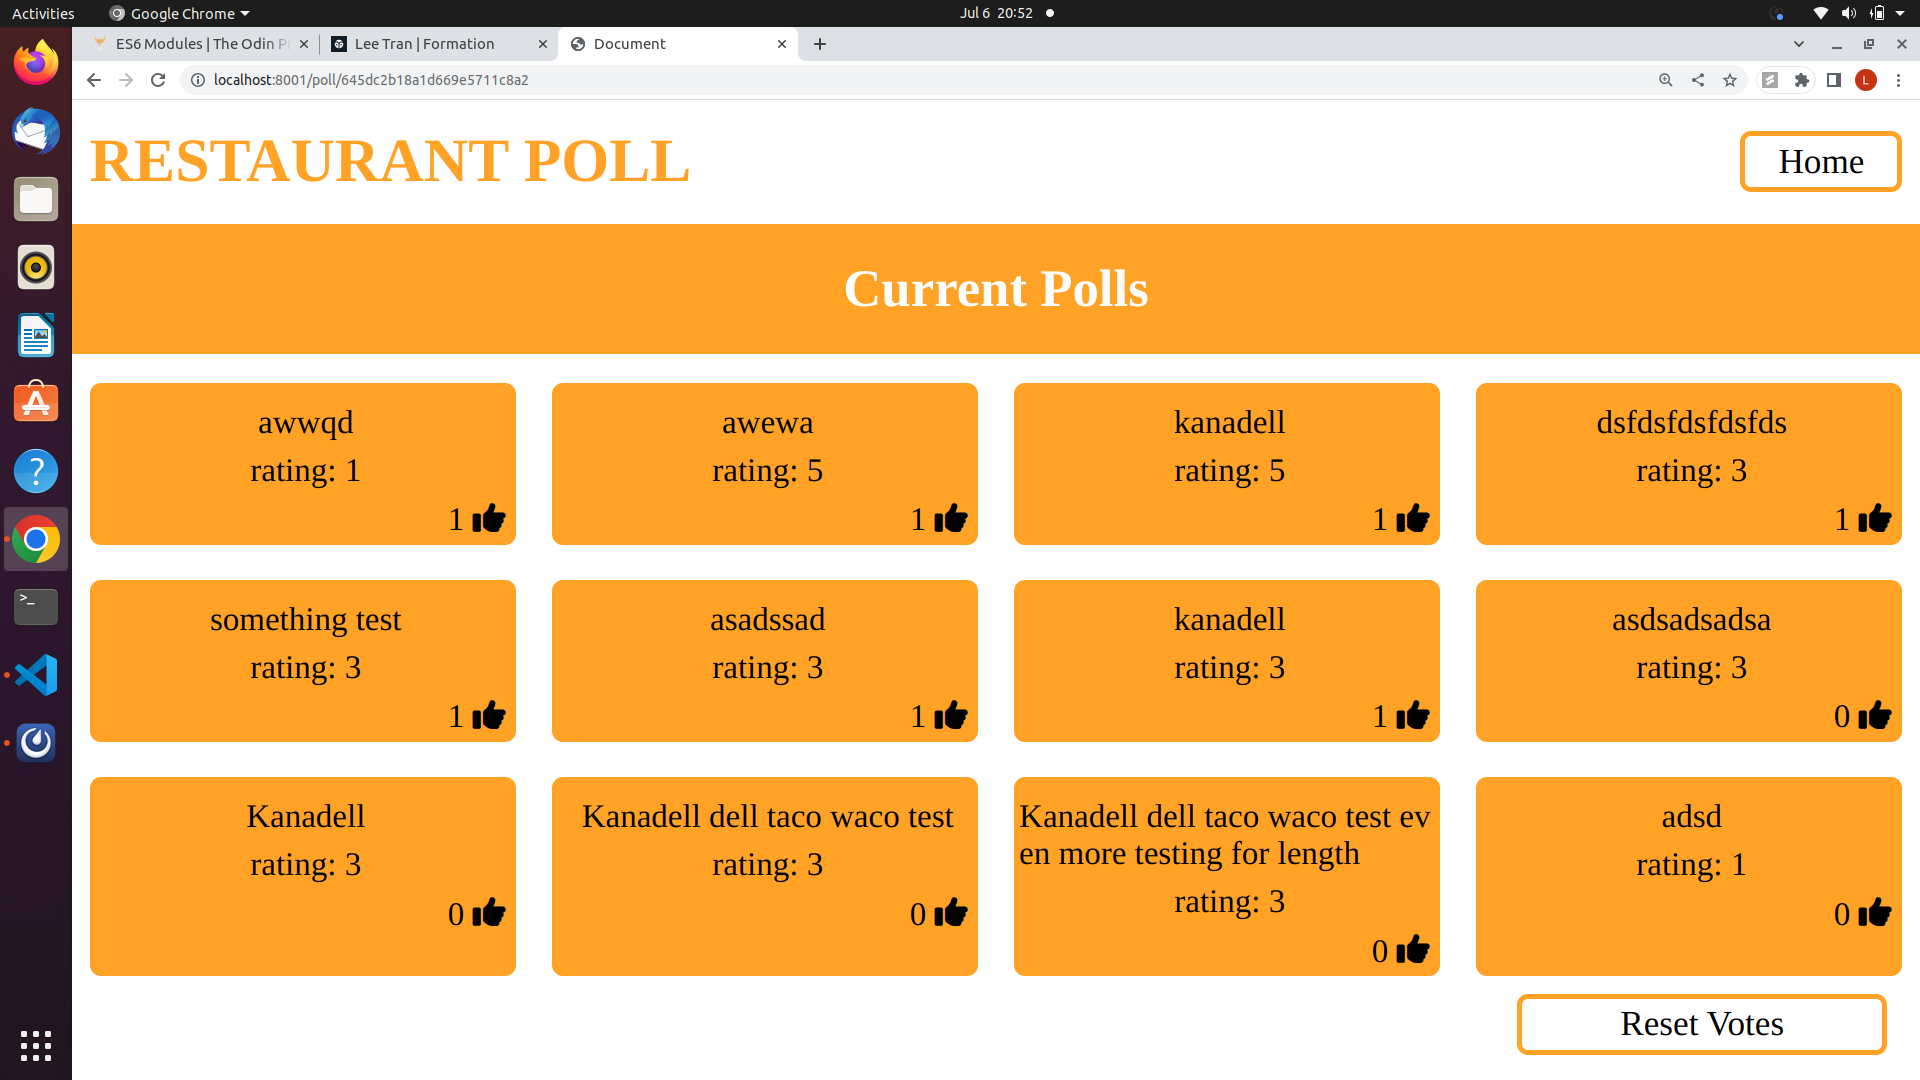 Activities
Google Chrome
Jul 6 20:52
ES6 Modules | The Odin P
Lee Tran | Formation
Document
localhost:8001/poll/645dc2b18a1d669e5711c8a2
L
RESTAURANT POLL
Home
Current Polls
awwqd
rating: 1
1
awewa
rating: 5
1
kanadell
rating: 5
1
dsfdsfdsfdsfds
rating: 3
1
something test
rating: 3
1
asadssad
rating: 3
1
kanadell
rating: 3
1
asdsadsadsa
rating: 3
0
Kanadell
rating: 3
0
Kanadell dell taco waco test
rating: 3
0
Kanadell dell taco waco test ev
en more testing for length
rating: 3
0
adsd
rating: 1
0
Reset Votes